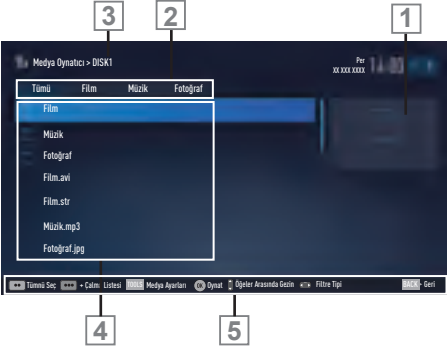 3 2 1
Medya Oynatıcı > DISK1
Per
xx xxx xxxx
Tümü Film Müzik Fotoğraf
Film
Müzik
Fotoğraf
Film.avi
Film.str
Müzik.mp3
Fotoğraf.jpg
Tümnü Seç + Çalmı Listesi TOOLS Medya Ayarları OK Oynat Öğeler Arasında Gezin Filtre Tipi BACK - Geri
4 5